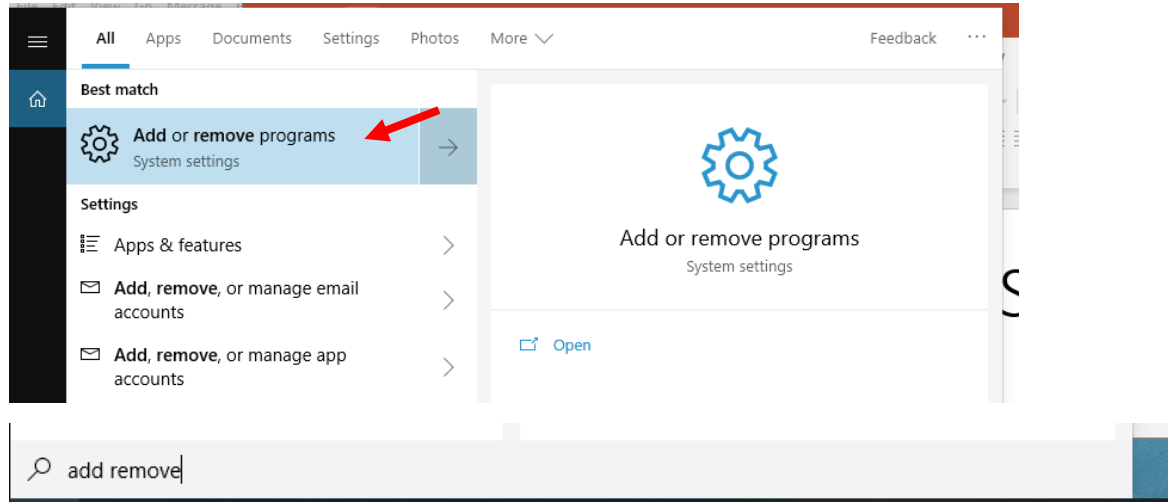 All Apps Documents Settings Photos More Feedback ...
Best match
Add or remove programs
System settings
Settings
Apps & features
Add, remove, or manage email
accounts
Add, remove, or manage app
accounts
Add or remove programs
System settings
Open
add remove